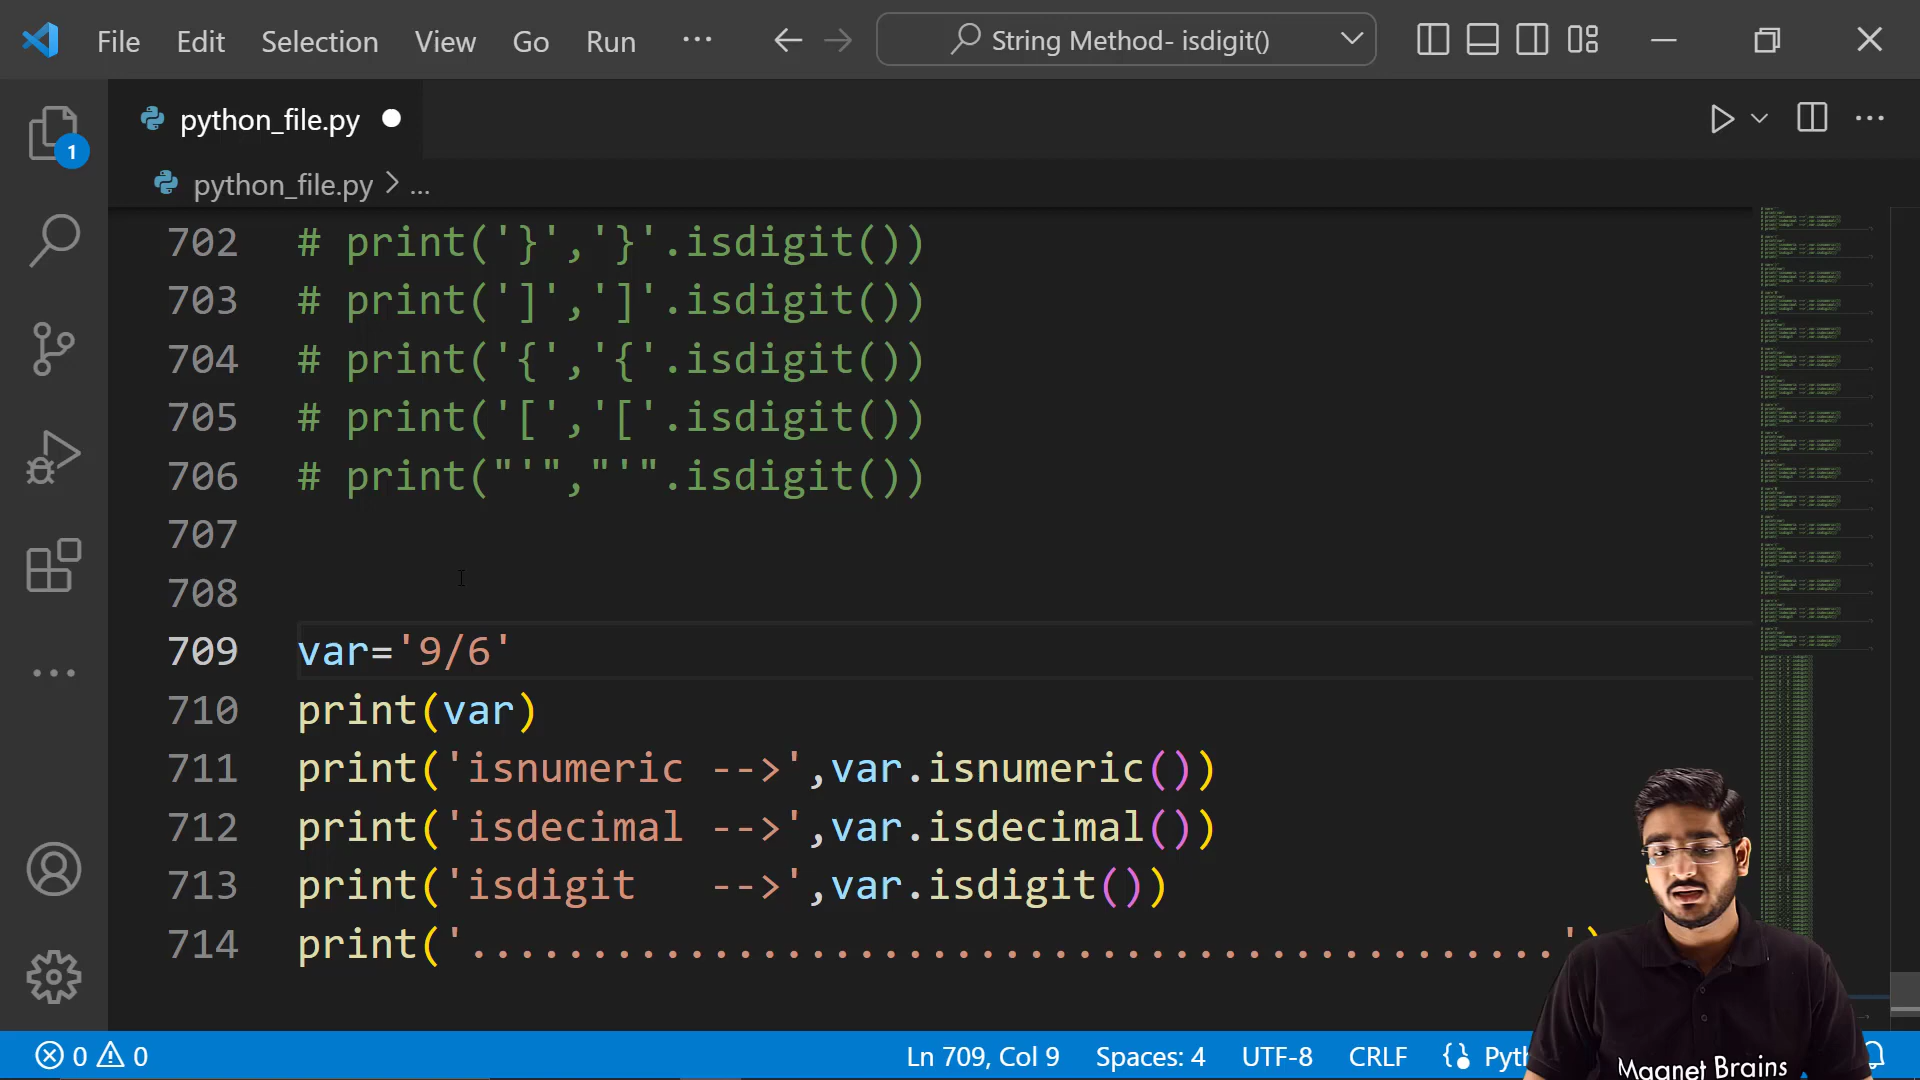 File Edit Selection View Go Run ... String Method- isdigit()
python_file.py
python_file.py > ...
1
702 # print('}','}'.isdigit())
703 # print(']',']'.isdigit())
704 # print('{','{'.isdigit())
705 # print('[','['.isdigit())
706 # print("'","'".isdigit())
707
708
709 var='9/6'
710 print(var)
711 print('isnumeric -->',var.isnumeric())
712 print('isdecimal -->',var.isdecimal())
713 print('isdigit   -->',var.isdigit())
714 print('.............................................')
Magnet Brains
0 0 Ln 709, Col 9 Spaces: 4 UTF-8 CRLF